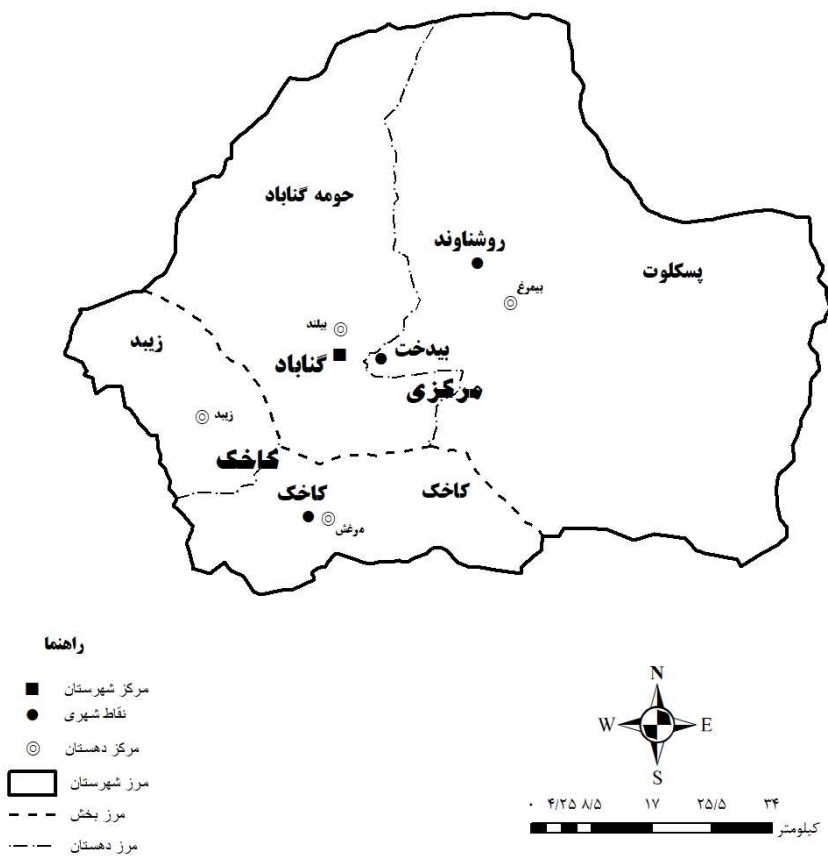 حومه گناباد
روشناوند
پسکلوت
بیمرغ
زیبد
بیلند
بیدخت
گناباد
مرکزی
زیبد
کاخک
کاخک
کاخک
مرغش
راهنما
مرکز شهرستان
نقاط شهری
مرکز دهستان
مرز شهرستان
مرز بخش
مرز دهستان
N
W E
S
۰ ۴/۲۵ ۸/۵ ۱۷ ۲۵/۵ ۳۴
کیلومتر